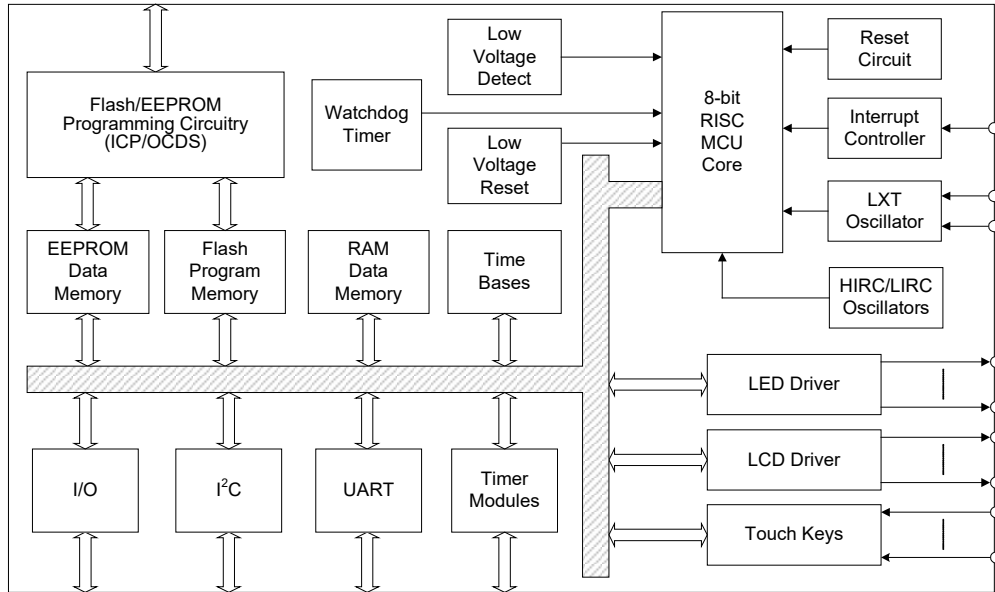 Flash/EEPROM
Programming Circuitry
(ICP/OCDS)
Watchdog
Timer
Low
Voltage
Detect
Low
Voltage
Reset
8-bit
RISC
MCU
Core
Reset
Circuit
Interrupt
Controller
LXT
Oscillator
HIRC/LIRC
Oscillators
EEPROM
Data
Memory
Flash
Program
Memory
RAM
Data
Memory
Time
Bases
LED Driver
LCD Driver
Touch Keys
I/O
I²C
UART
Timer
Modules